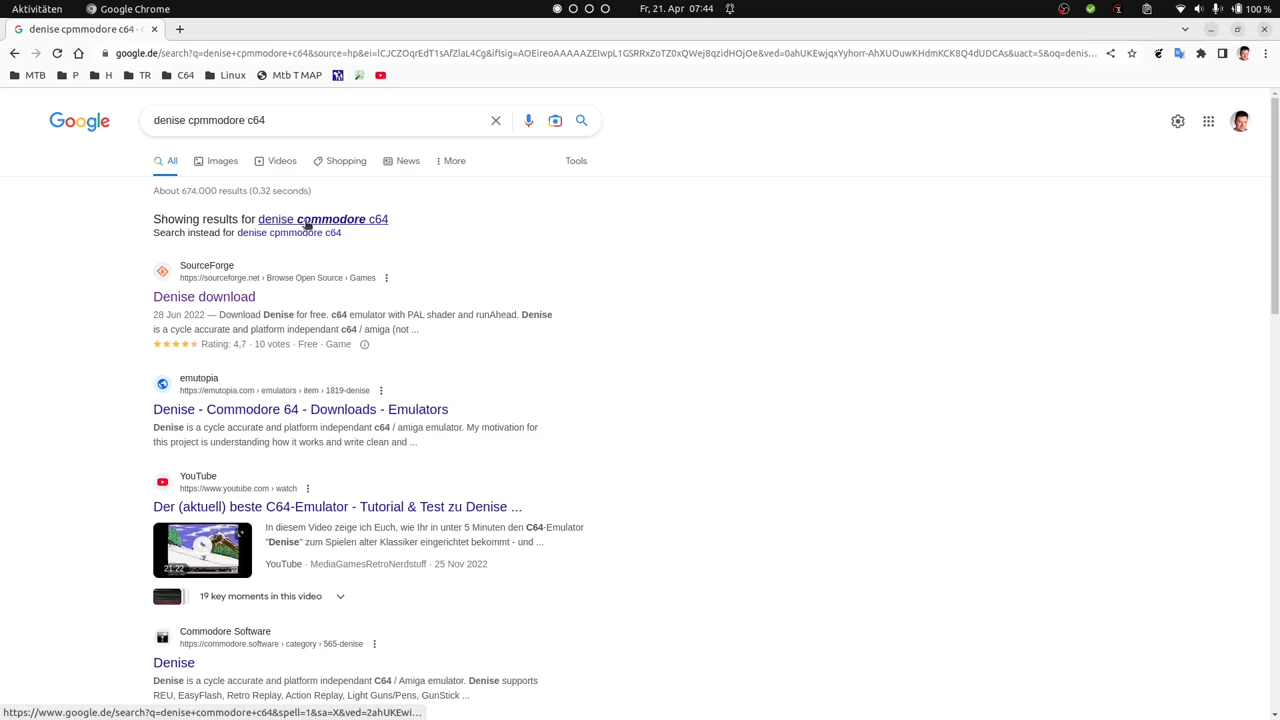 Aktivitäten
Google Chrome
Fr, 21. Apr 07:44
100 %
denise cpmmodore c64 -
google.de/search?q=denise+cpmmodore+c64&source=hp&ei=lCJCZOqrEdT1sAfZlaL4Cg&iflsig=AOEireoAAAAAZEIwpL1GSRRxZoTZ0xQWej8qzidHOjOe&ved=0ahUKEwjqxYyhorr-AhXUOuwKHdmKCK8Q4dUDCAs&uact=5&oq=denis...
MTB
P
H
TR
C64
Linux
Mtb T MAP
Google
denise cpmmodore c64
All
Images
Videos
Shopping
News
More
Tools
About 674.000 results (0,32 seconds)
Showing results for denise commodore c64
Search instead for denise cpmmodore c64
SourceForge
https://sourceforge.net › Browse Open Source › Games
Denise download
28 Jun 2022 — Download Denise for free. c64 emulator with PAL shader and runAhead. Denise
is a cycle accurate and platform independant c64 / amiga (not ...
Rating: 4,7 · 10 votes · Free · Game
emutopia
https://emutopia.com › emulators › item › 1819-denise
Denise - Commodore 64 - Downloads - Emulators
Denise is a cycle accurate and platform independant c64 / amiga emulator. My motivation for
this project is understanding how it works and write clean and ...
YouTube
https://www.youtube.com › watch
Der (aktuell) beste C64-Emulator - Tutorial & Test zu Denise ...
In diesem Video zeige ich Euch, wie Ihr in unter 5 Minuten den C64-Emulator
"Denise" zum Spielen alter Klassiker eingerichtet bekommt - und ...
21:22
YouTube · MediaGamesRetroNerdstuff · 25 Nov 2022
19 key moments in this video
Commodore Software
https://commodore.software › category › 565-denise
Denise
Denise is a cycle accurate and platform independant C64 / Amiga emulator. Denise supports
REU, EasyFlash, Retro Replay, Action Replay, Light Guns/Pens, GunStick ...
https://www.google.de/search?q=denise+commodore+c64&spell=1&sa=X&ved=2ahUKEwi...